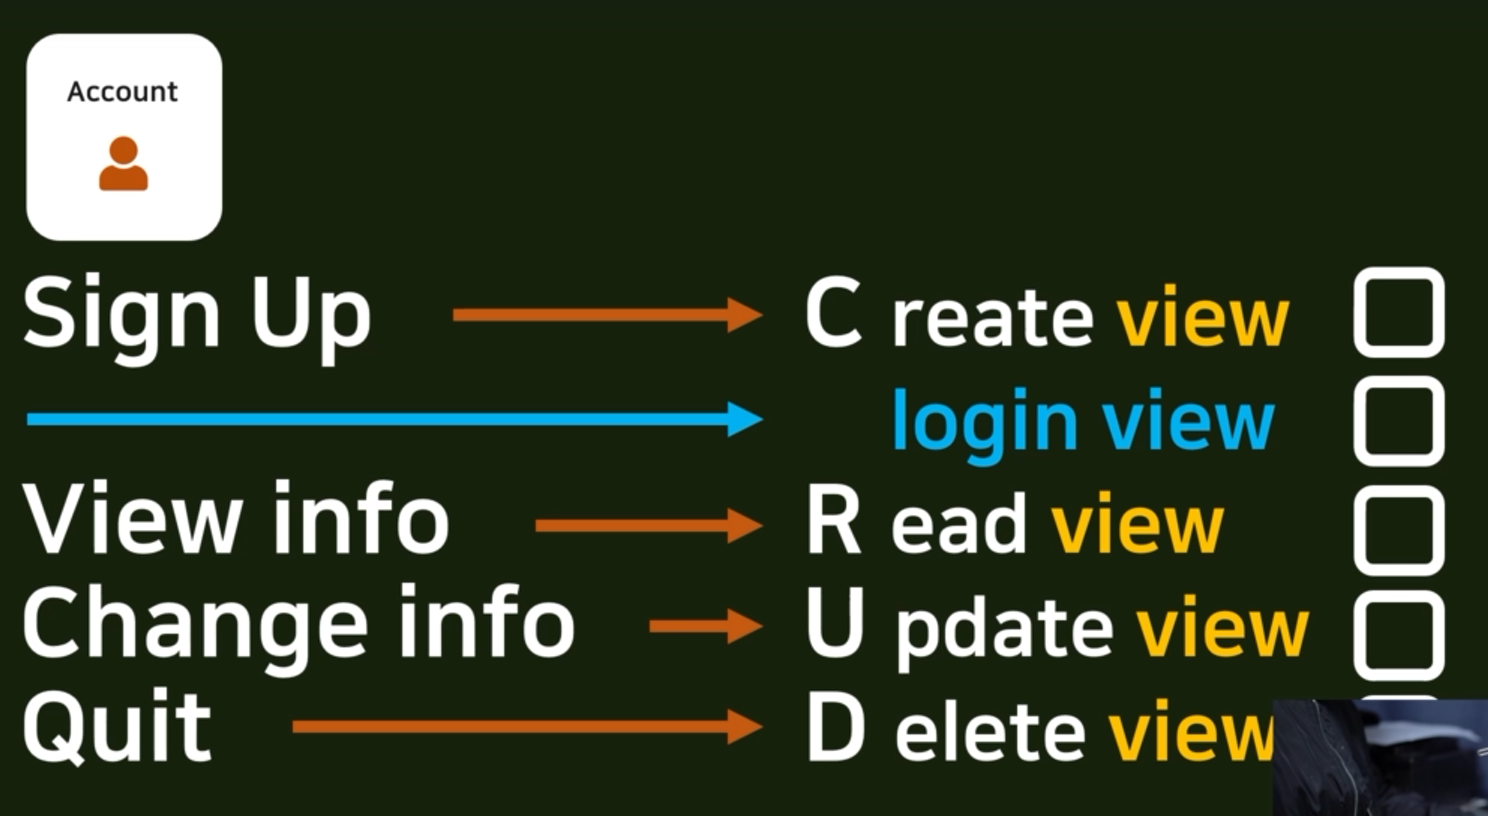 Account
Sign Up C reate view
login view
View info R ead view
Change info U pdate view
Quit D elete view